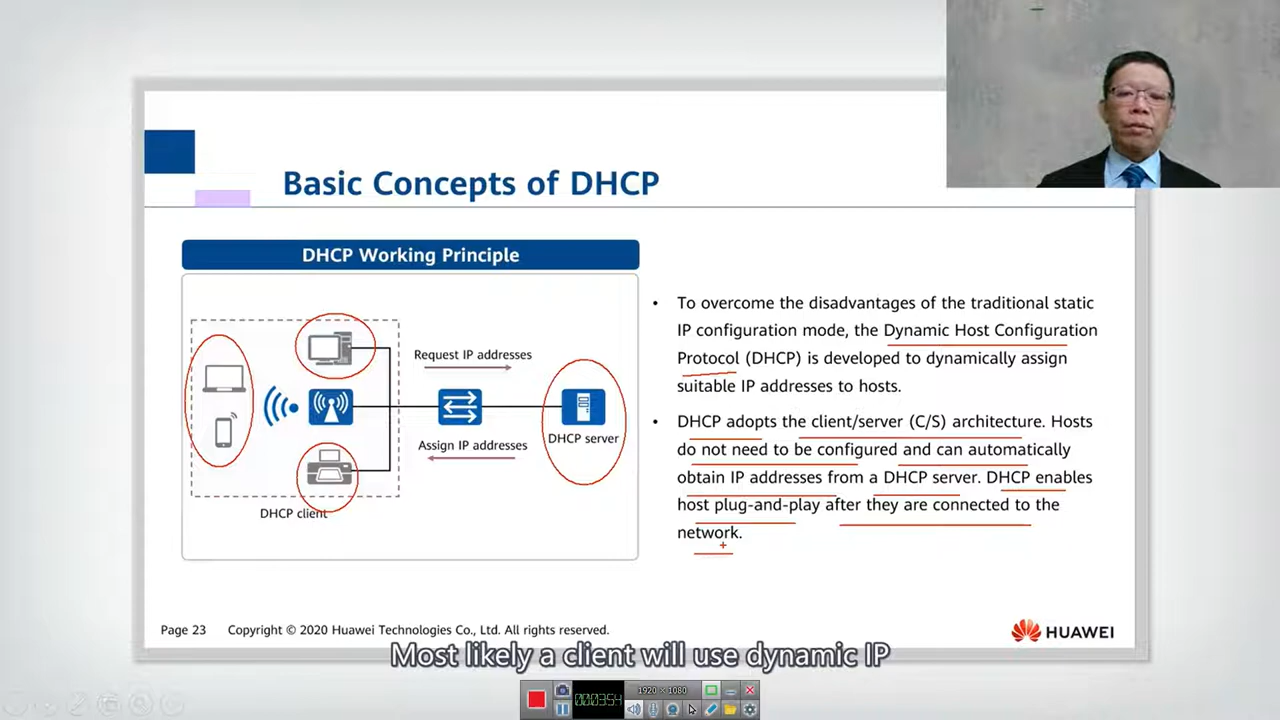 Basic Concepts of DHCP
DHCP Working Principle
Request IP addresses
Assign IP addresses
DHCP server
DHCP client
• To overcome the disadvantages of the traditional static
IP configuration mode, the Dynamic Host Configuration
Protocol (DHCP) is developed to dynamically assign
suitable IP addresses to hosts.
• DHCP adopts the client/server (C/S) architecture. Hosts
do not need to be configured and can automatically
obtain IP addresses from a DHCP server. DHCP enables
host plug-and-play after they are connected to the
network.
Page 23 Copyright © 2020 Huawei Technologies Co., Ltd. All rights reserved.
HUAWEI
Most likely a client will use dynamic IP
1920 × 1080
000354